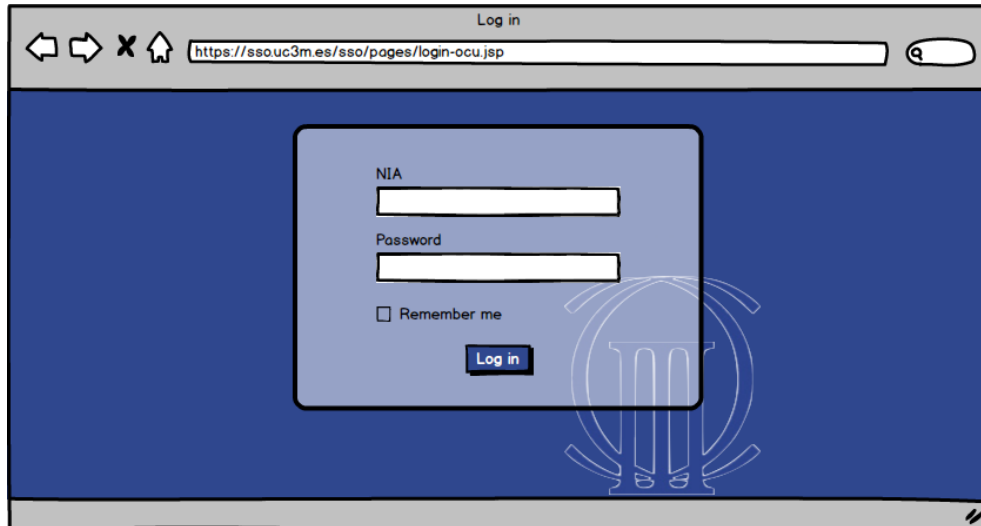 Log in
https://sso.uc3m.es/sso/pages/login-ocu.jsp
NIA
Password
Remember me
Log in